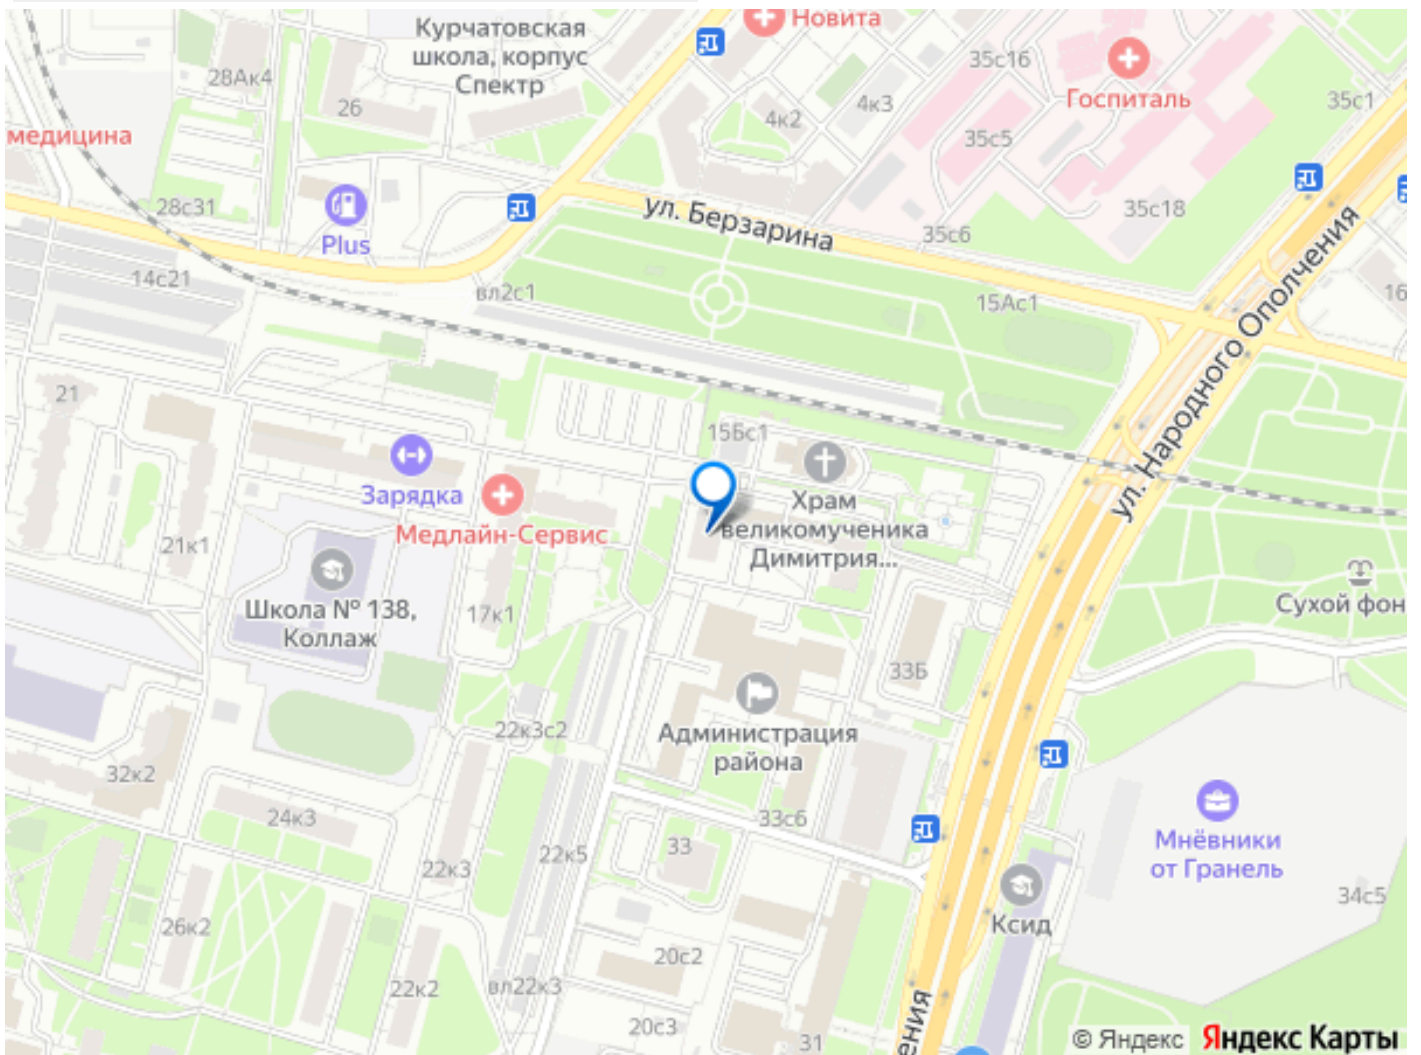 Курчатовская
школа, корпус
Спектр
Новита
28Ак4
26
4к2
4к3
35с16
Госпиталь
35с1
35с5
медицина
28с31
Plus
ул. Берзарина
35с6
35с18
14с21
вл2с1
15Ас1
16
ул. Народного Ополчения
21
15Бс1
Зарядка
Медлайн-Сервис
Храм
великомученика
Димитрия...
21к1
Школа № 138,
Коллаж
17к1
Сухой фон
33Б
22к3с2
Администрация
района
32к2
24к3
33с6
33
22к5
22к3
Мнёвники
от Гранель
34с5
Ксид
26к2
20с2
22к2
вл22к3
20с3
31
ения
© Яндекс Яндекс Карты